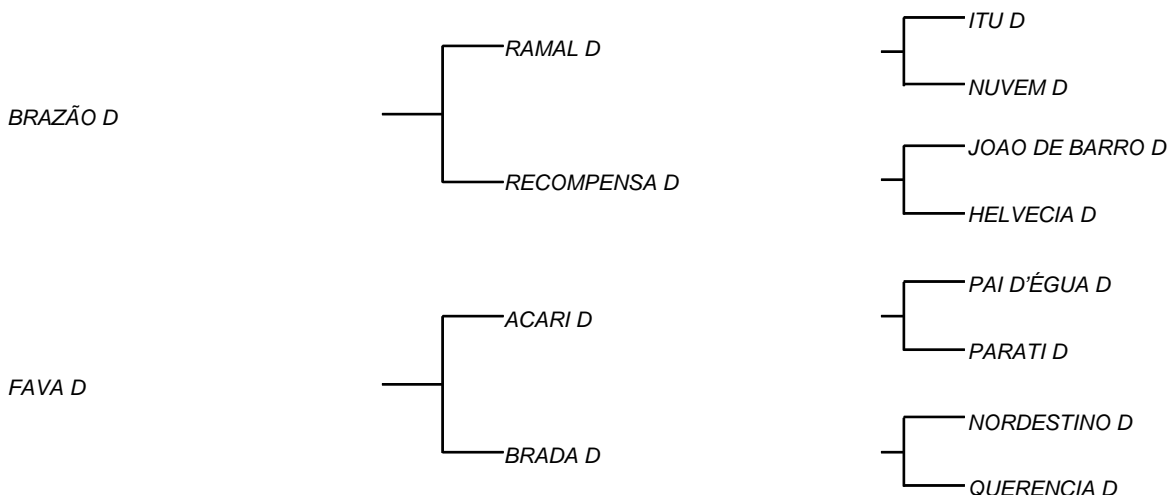 ITU D
RAMAL D
NUVEM D
BRAZÃO D
JOAO DE BARRO D
RECOMPENSA D
HELVECIA D
PAI D'ÉGUA D
ACARI D
PARATI D
FAVA D
NORDESTINO D
BRADA D
QUERENCIA D